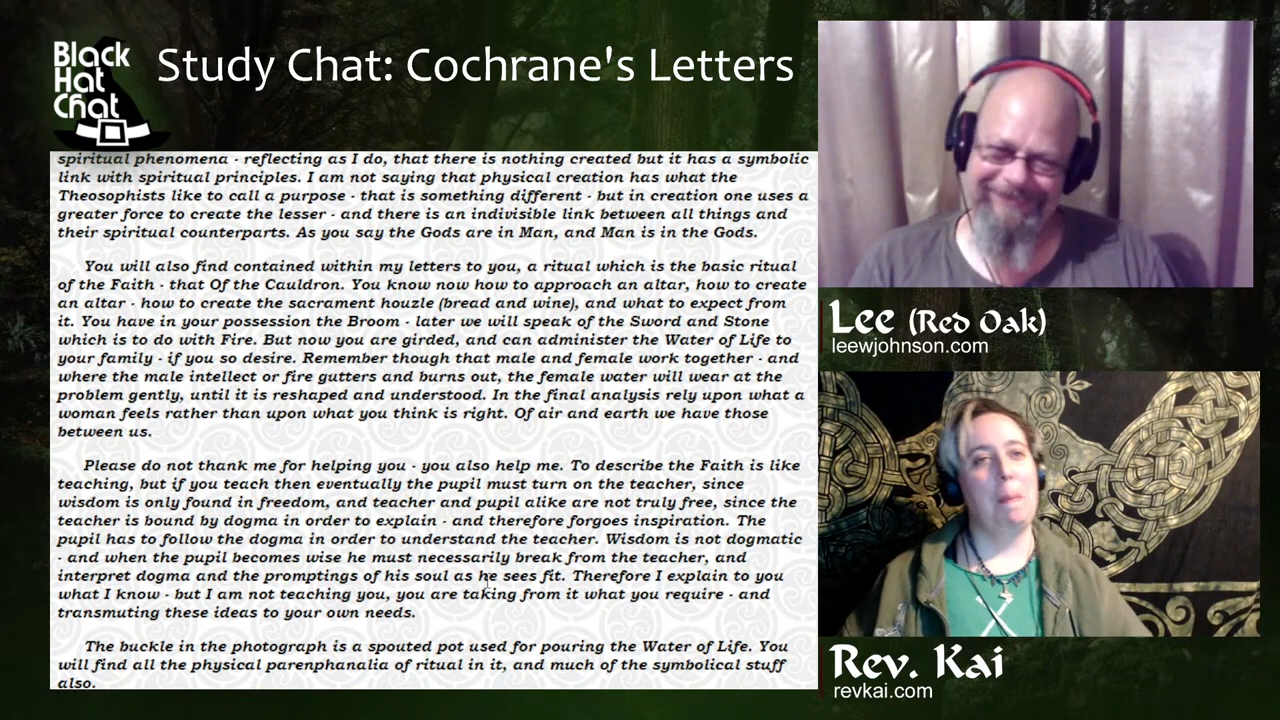 Black
Hat
Chat
Study Chat: Cochrane's Letters
spiritual phenomena - reflecting as I do, that there is nothing created but it has a symbolic
link with spiritual principles. I am not saying that physical creation has what the
Theosophists like to call a purpose - that is something different - but in creation one uses a
greater force to create the lesser - and there is an indivisible link between all things and
their spiritual counterparts. As you say the Gods are in Man, and Man is in the Gods.
You will also find contained within my letters to you, a ritual which is the basic ritual
of the Faith - that Of the Cauldron. You know now how to approach an altar, how to create
an altar - how to create the sacrament houzle (bread and wine), and what to expect from
it. You have in your possession the Broom - later we will speak of the Sword and Stone
which is to do with Fire. But now you are girded, and can administer the Water of Life to
your family - if you so desire. Remember though that male and female work together - and
where the male intellect or fire gutters and burns out, the female water will wear at the
problem gently, until it is reshaped and understood. In the final analysis rely upon what a
woman feels rather than upon what you think is right. Of air and earth we have those
between us.
Please do not thank me for helping you - you also help me. To describe the Faith is like
teaching, but if you teach then eventually the pupil must turn on the teacher, since
wisdom is only found in freedom, and teacher and pupil alike are not truly free, since the
teacher is bound by dogma in order to explain - and therefore forgoes inspiration. The
pupil has to follow the dogma in order to understand the teacher. Wisdom is not dogmatic
- and when the pupil becomes wise he must necessarily break from the teacher, and
interpret dogma and the promptings of his soul as he sees fit. Therefore I explain to you
what I know - but I am not teaching you, you are taking from it what you require - and
transmuting these ideas to your own needs.
The buckle in the photograph is a spouted pot used for pouring the Water of Life. You
will find all the physical parenphanalia of ritual in it, and much of the symbolical stuff
also.
Lee (Red Oak)
leewjohnson.com
Rev. Kai
revkai.com